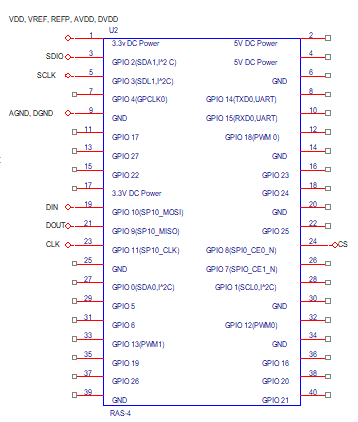 VDD, VREF, REFP, AVDD, DVDD
U2
1 3.3v DC Power 5V DC Power 2
SDIO 3 GPIO 2(SDA1,I^2 C) 5V DC Power 4
SCLK 5 GPIO 3(SDL1,I^2C) GND 6
7 GPIO 4(GPCLK0) GPIO 14(TXD0,UART) 8
AGND, DGND 9 GND GPIO 15(RXD0,UART) 10
11 GPIO 17 GPIO 18(PWM 0) 12
13 GPIO 27 GND 14
15 GPIO 22 GPIO 23 16
17 3.3V DC Power GPIO 24 18
DIN 19 GPIO 10(SP10_MOSI) GND 20
DOUT 21 GPIO 9(SP10_MISO) GPIO 25 22
CLK 23 GPIO 11(SP10_CLK) GPIO 8(SPI0_CE0_N) 24 CS
25 GND GPIO 7(SPIO_CE1_N) 26
27 GPIO 0(SDA0,I^2C) GPIO 1(SCL0,I^2C) 28
29 GPIO 5 GND 30
31 GPIO 6 GPIO 12(PWM0) 32
33 GPIO 13(PWM1) GND 34
35 GPIO 19 GPIO 16 36
37 GPIO 26 GPIO 20 38
39 GND GPIO 21 40
RAS-4